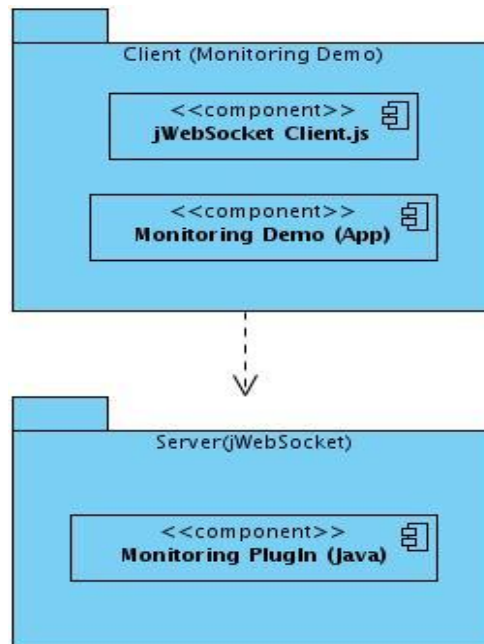 Client (Monitoring Demo)
<<component>>
jWebSocket Client.js
<<component>>
Monitoring Demo (App)
Server(jWebSocket)
<<component>>
Monitoring PlugIn (Java)